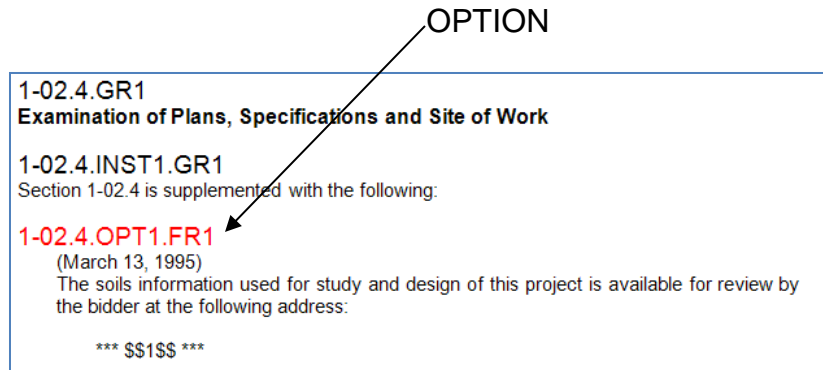 OPTION
1-02.4.GR1
Examination of Plans, Specifications and Site of Work
1-02.4.INST1.GR1
Section 1-02.4 is supplemented with the following:
1-02.4.OPT1.FR1
(March 13, 1995)
The soils information used for study and design of this project is available for review by
the bidder at the following address:
*** $$1$$ ***